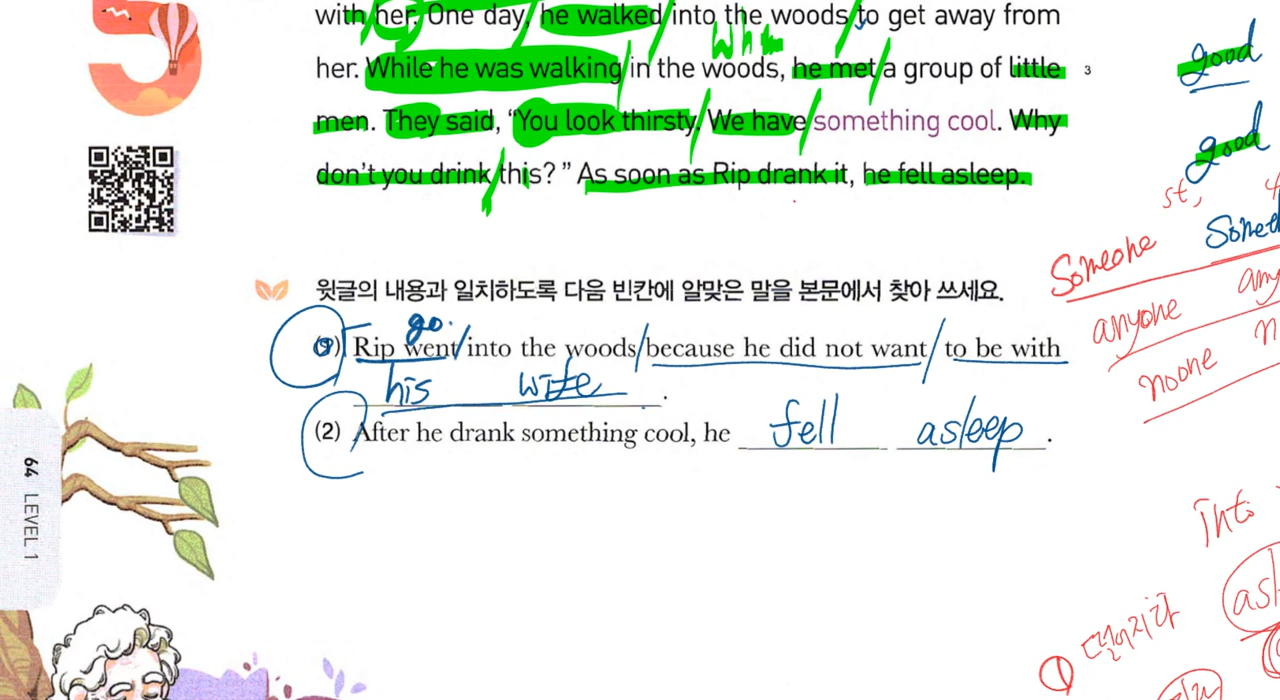 with her. One day, he walked into the woods to get away from
When
her. While he was walking in the woods, he met a group of little 3
men. They said, “You look thirsty. We have something cool. Why
don’t you drink this?” As soon as Rip drank it, he fell asleep.
good
good
st,
Someone
anyone
noone
윗글의 내용과 일치하도록 다음 빈칸에 알맞은 말을 본문에서 찾아 쓰세요.
go.
Rip went into the woods because he did not want to be with
his wife .
(2) After he drank something cool, he fell asleep .
into
떨어지다
64 LEVEL 1